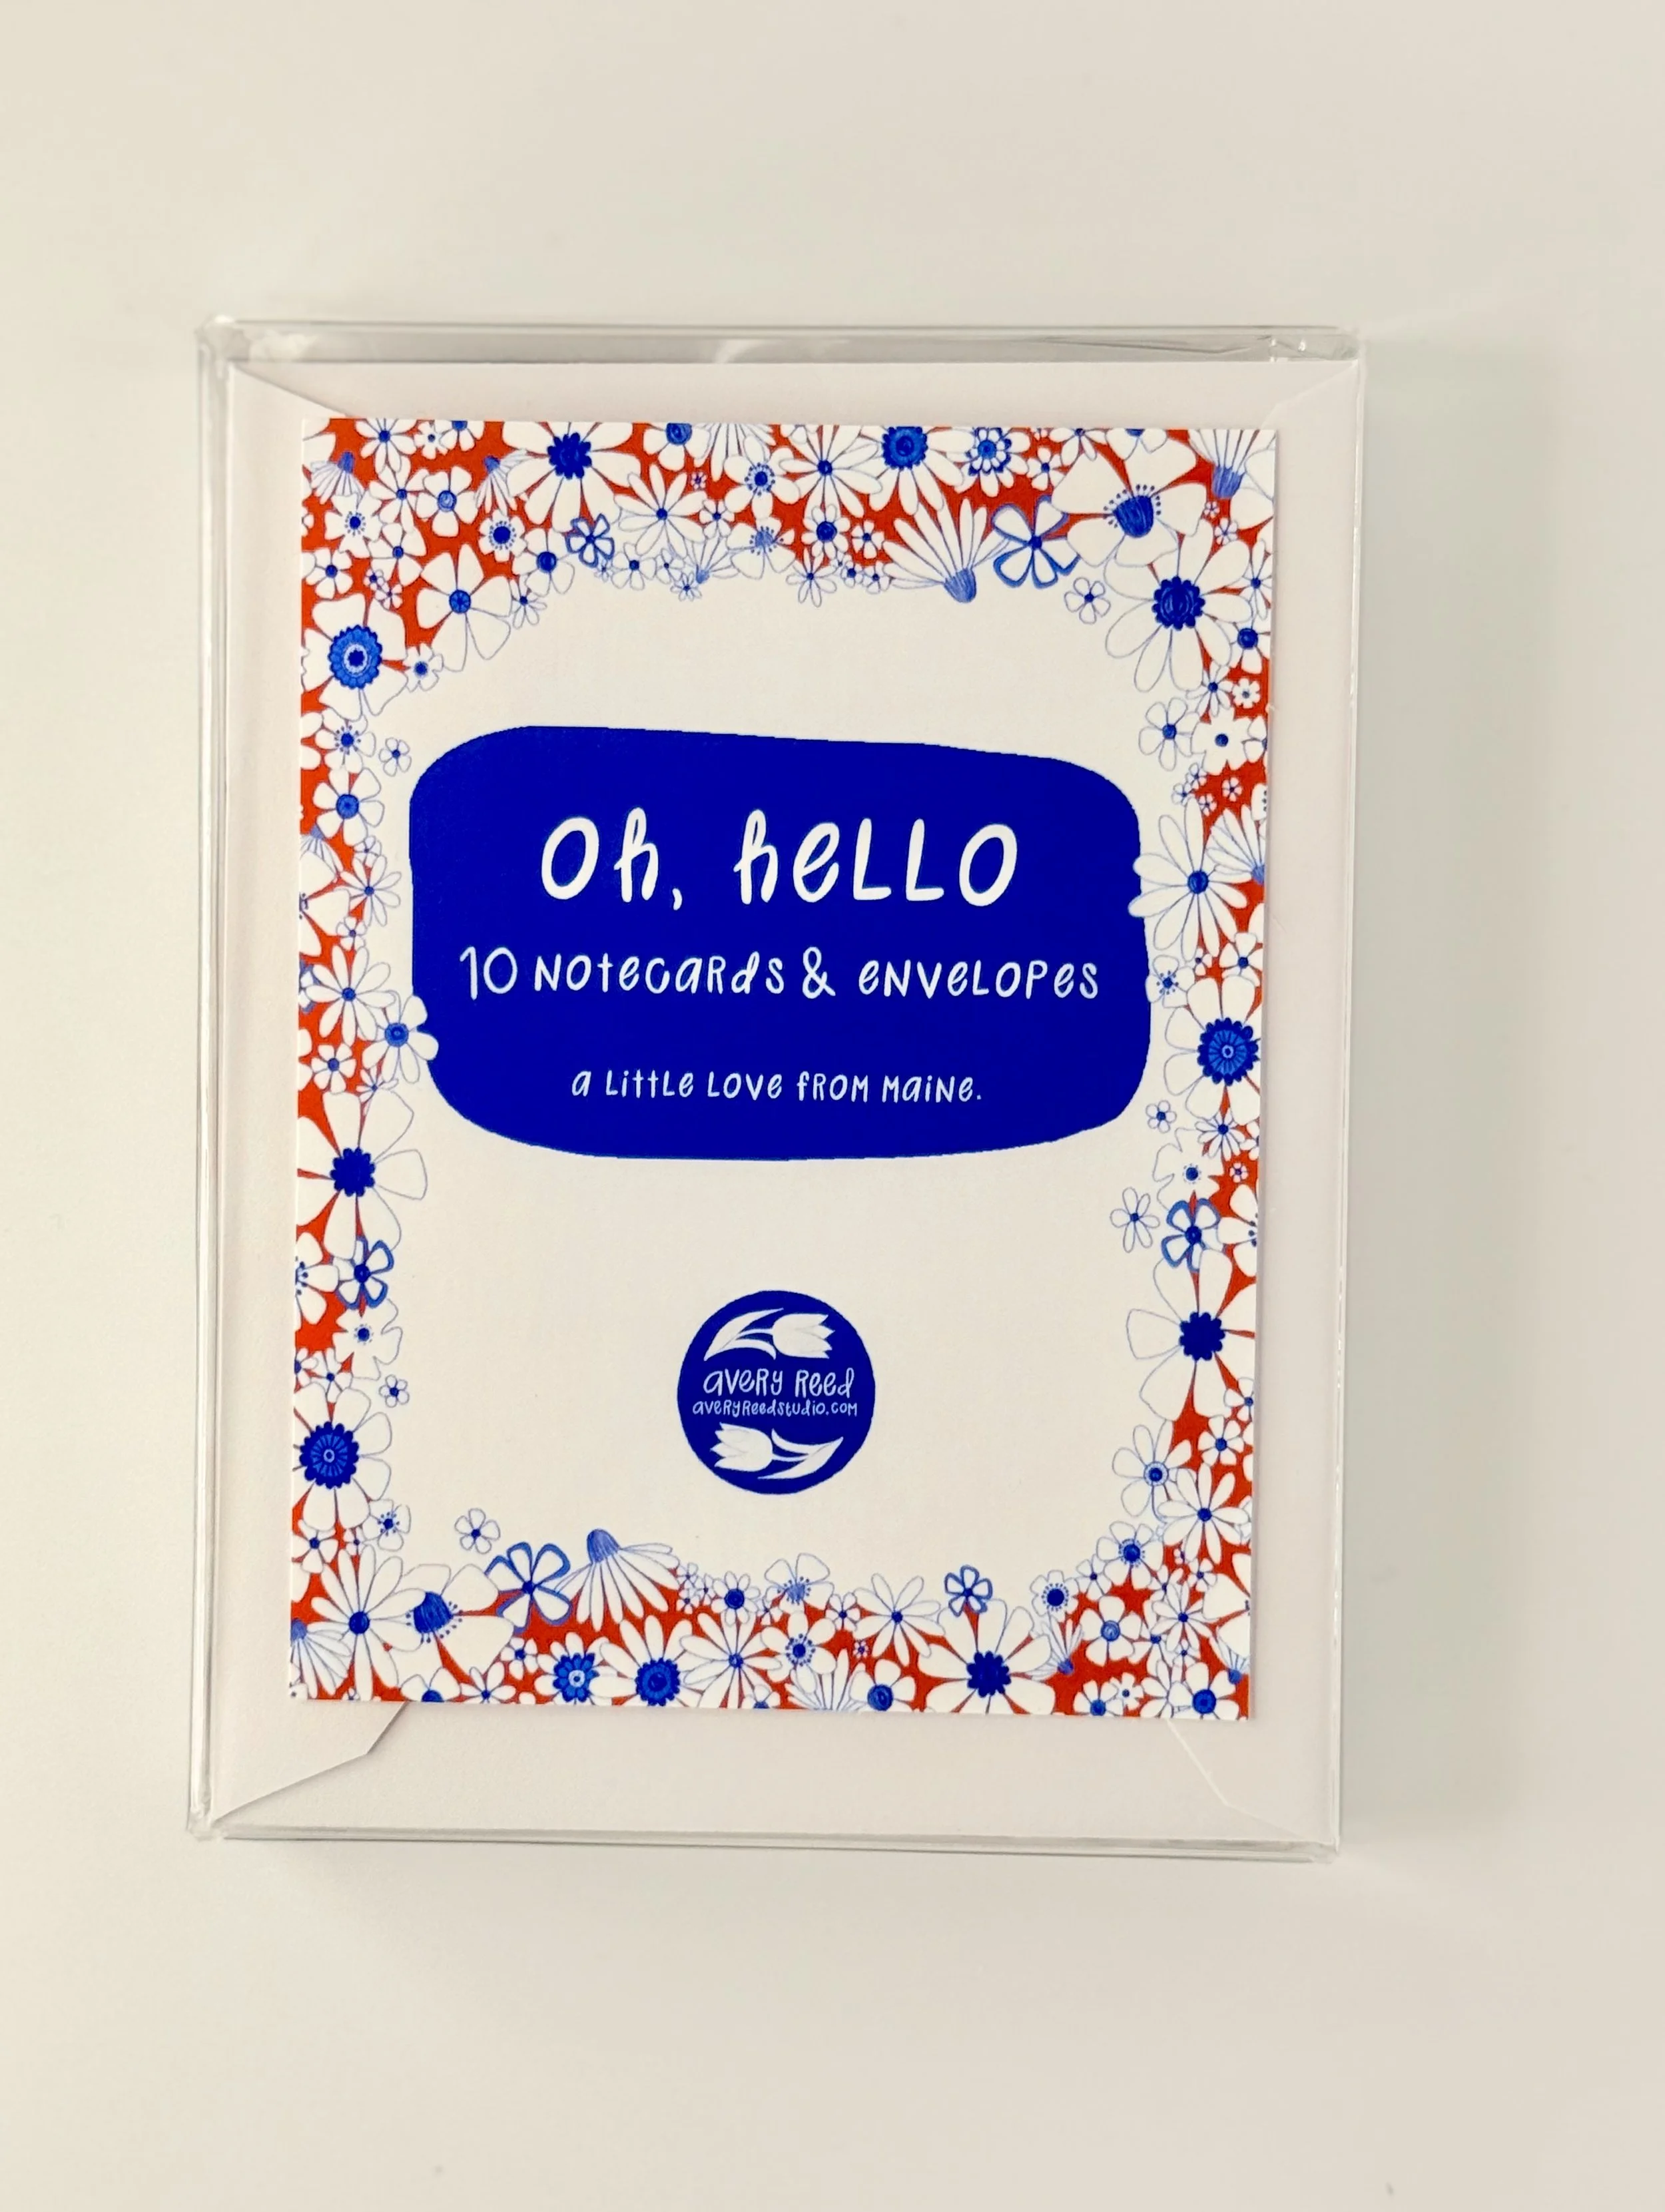 oh, hello
10 Notecards & envelopes
a little love from Maine.
avery Reed
averyReedstudio.com